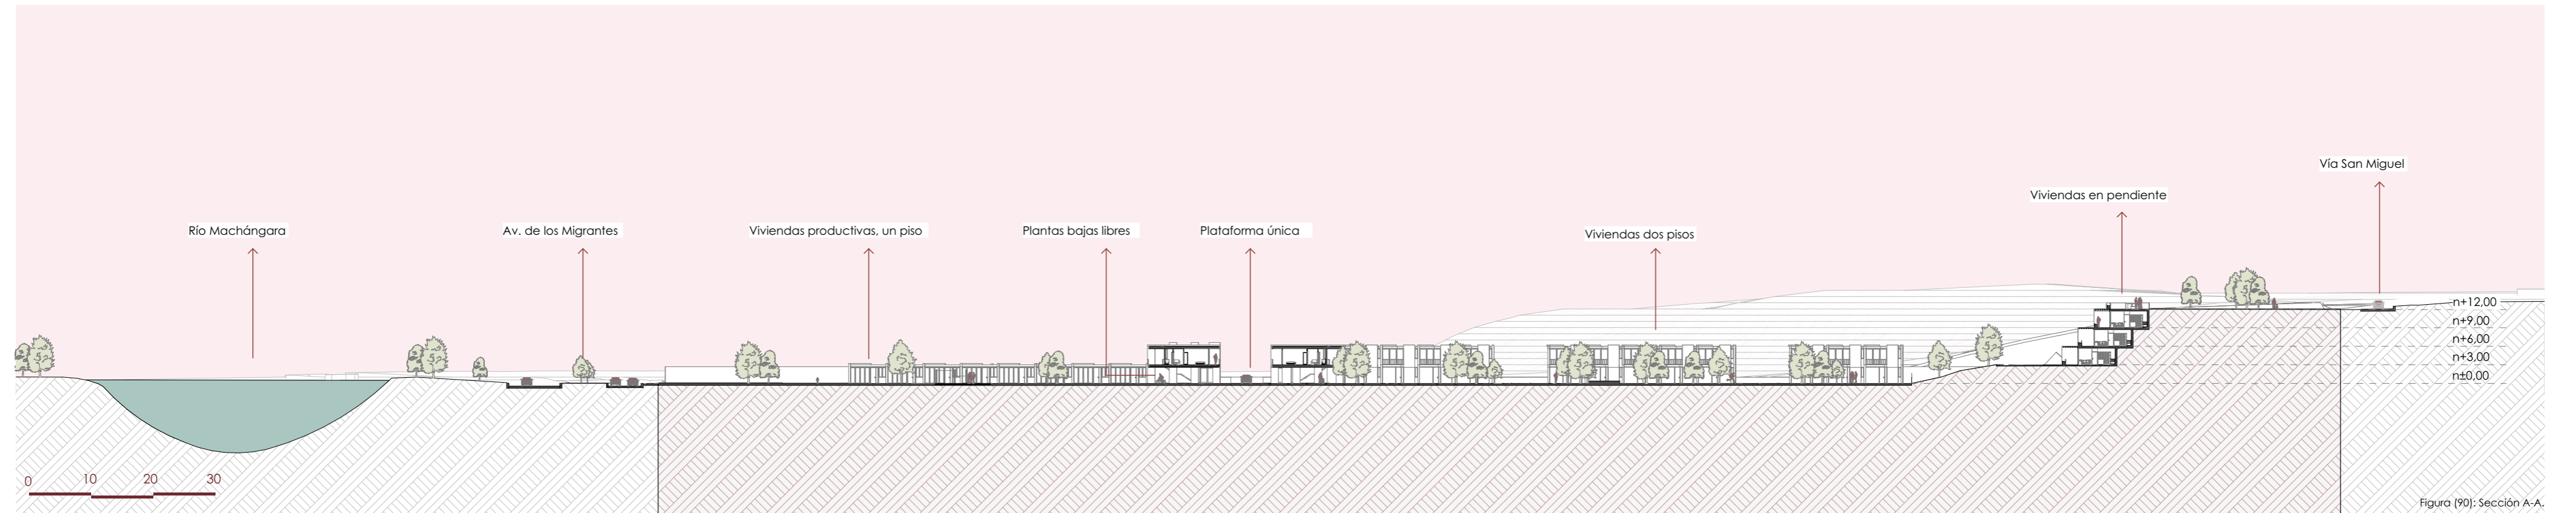 Vía San Miguel
Viviendas en pendiente
Río Machángara
Av. de los Migrantes
Viviendas productivas, un piso
Plantas bajas libres
Plataforma única
Viviendas dos pisos
n+12,00
n+9,00
n+6,00
n+3,00
n±0,00
0 10 20 30
Figura (90): Sección A-A.